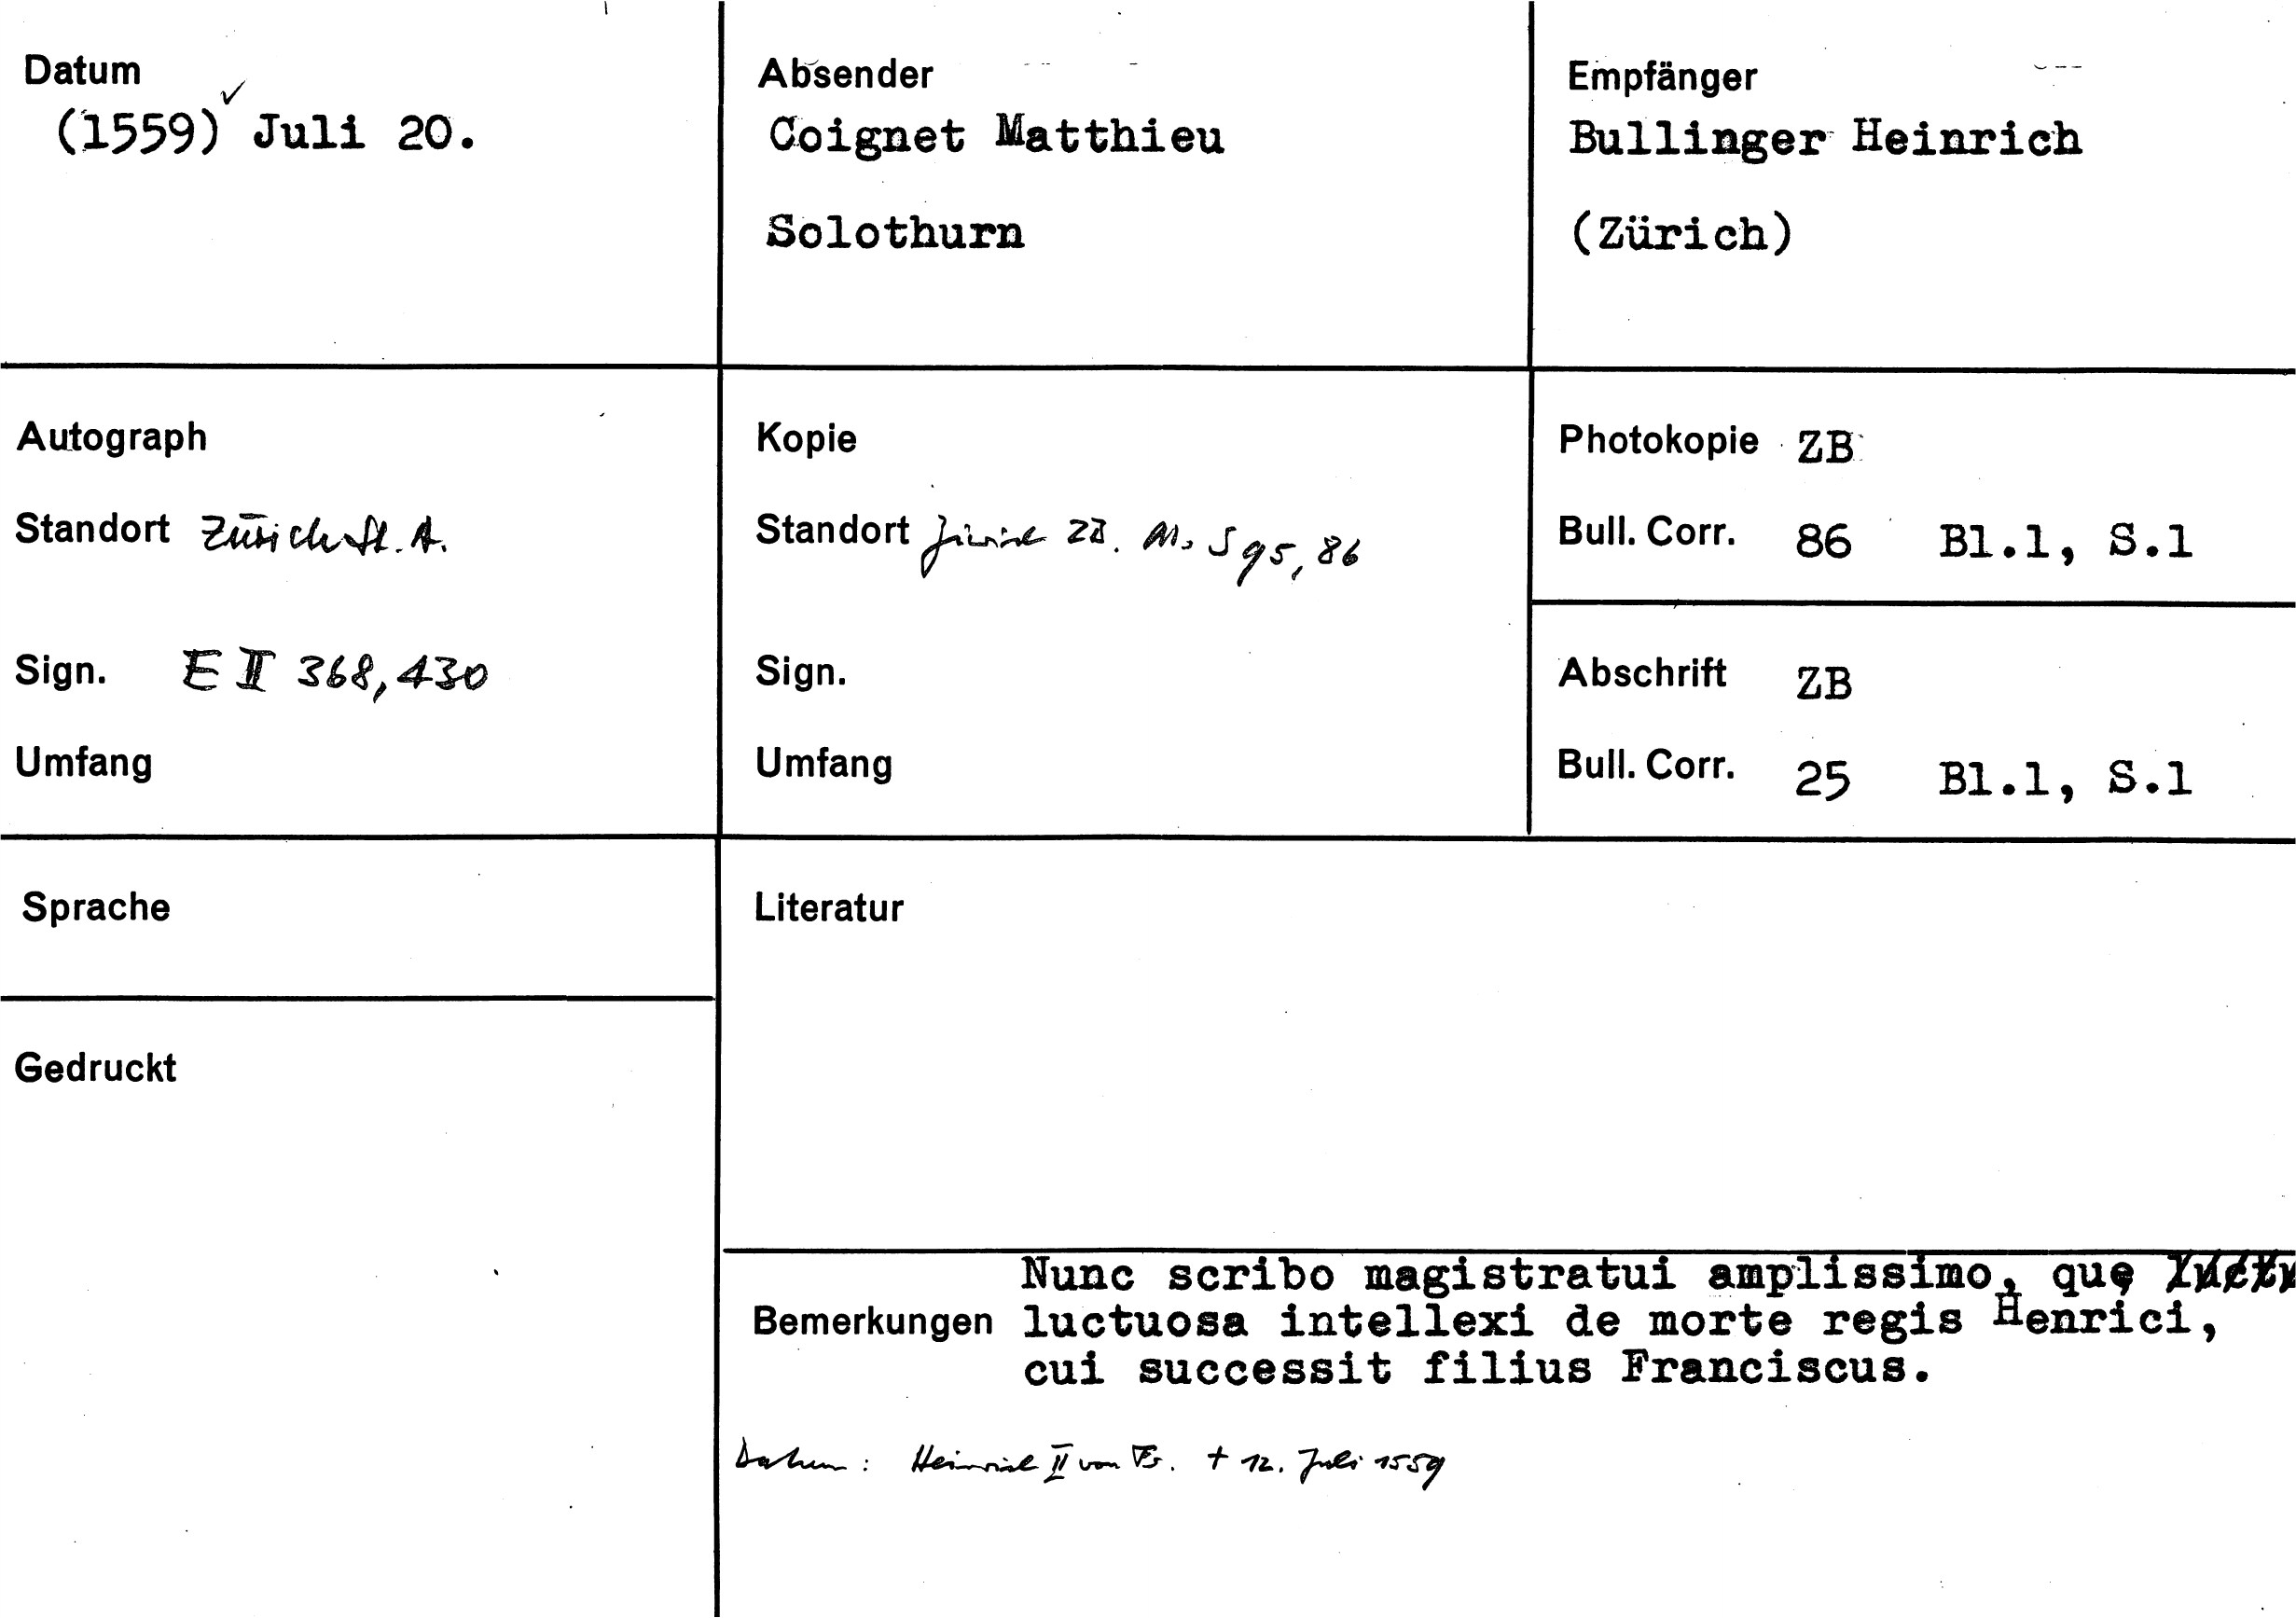 Datum
(1559) Juli 20.
Absender
Coignet Matthieu
Solothurn
Empfänger
Bullinger Heinrich
(Zürich)
Autograph
Standort Zürich St. A.
Sign. E II 368, 430
Umfang
Kopie
Standort Zürich ZB. Ms S 95, 86
Sign.
Umfang
Photokopie ZB
Bull. Corr. 86 Bl.1, S.1
Abschrift ZB
Bull. Corr. 25 Bl.1, S.1
Sprache
Gedruckt
Literatur
Bemerkungen
Nunc scribo magistratui amplissimo, quę
luctuosa intellexi de morte regis Henrici,
cui successit filius Franciscus.
Datum: Heinrich II von Fr. † 12. Juli 1559